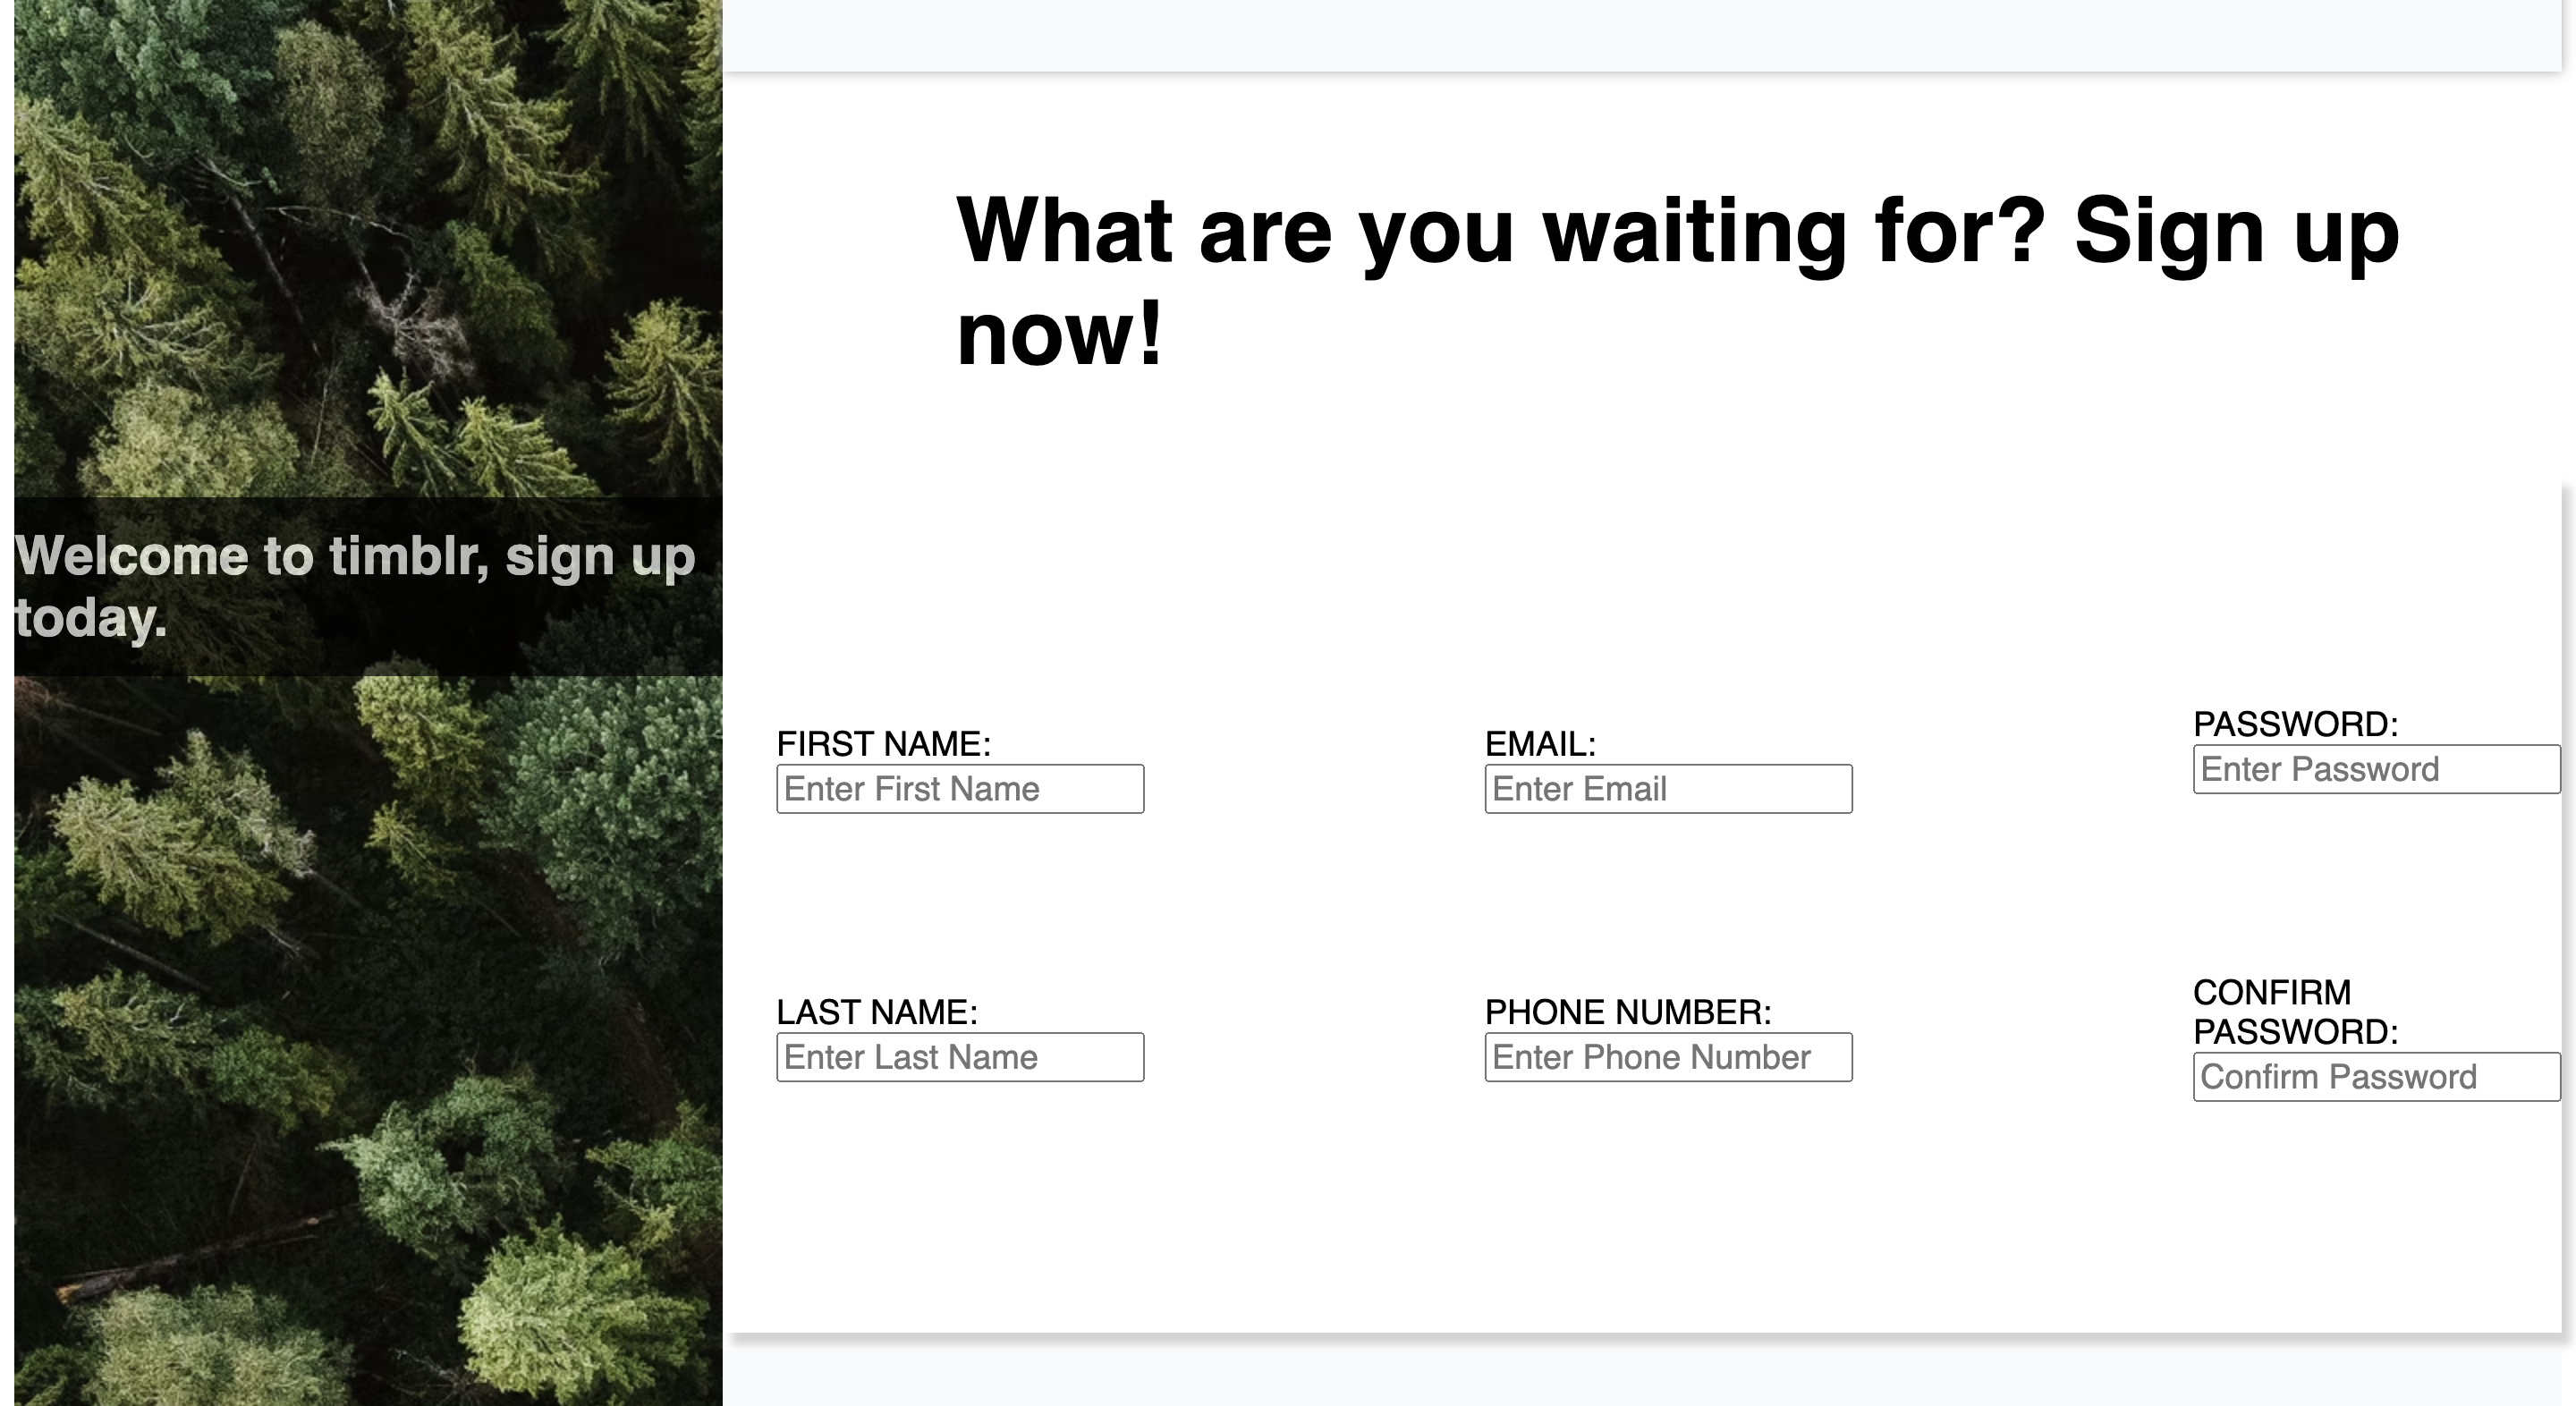 What are you waiting for? Sign up
now!
Welcome to timblr, sign up
today.
FIRST NAME:
Enter First Name
EMAIL:
Enter Email
PASSWORD:
Enter Password
LAST NAME:
Enter Last Name
PHONE NUMBER:
Enter Phone Number
CONFIRM
PASSWORD:
Confirm Password